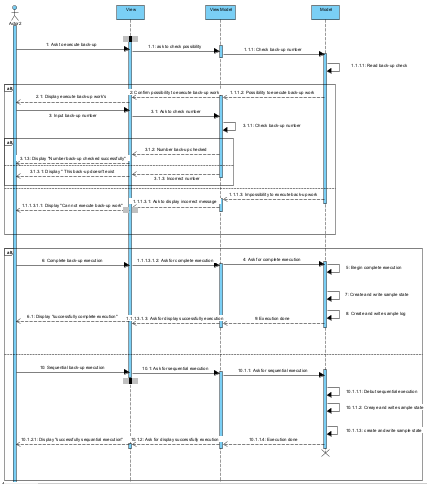 View
View Model
Model
Actor2
1: Ask to execute back-up
1.1: ask to check possibility
1.1.1: Check back-up number
1.1.1.1: Read back-up check
alt
1.1.1.2: Possibility to execute back-up work
2: Confirm possibility to execute back-up work
2.1: Display execute back-up works
3: Input back-up number
3.1: Ask to check number
3.1.1: Check back-up number
alt
3.1.2: Number back-up checked
3.1.3: Display "Number back-up checked successfully"
3.1.3: Incorrect number
3.1.3.1: Display "This back-up doesn't exist
1.1.1.3: Impossibility to execute back-up work
1.1.1.3.1: Ask to display incorrect message
1.1.1.3.1.1: Display "Cannot execute back-up work"
alt
6: Complete back-up execution
1.1.1.3.1.1.2: Ask for complete execution
4: Ask for complete execution
5: Begin complete execution
7: Create and write sample state
8: Create and write sample log
9: Execution done
1.1.1.3.1.1.3: Ask for display successfully execution
6.1: Display "successfully complete execution"
10: Sequential back-up execution
10.1: Ask for sequential execution
10.1.1: Ask for sequential execution
10.1.1.1: Debut sequential execution
10.1.1.2: Creaye and write sample state
10.1.1.3: create and write sample state
10.1.1.4: Execution done
10.1.2: Ask for display successfully execution
10.1.2.1: Display "successfully sequential execution"